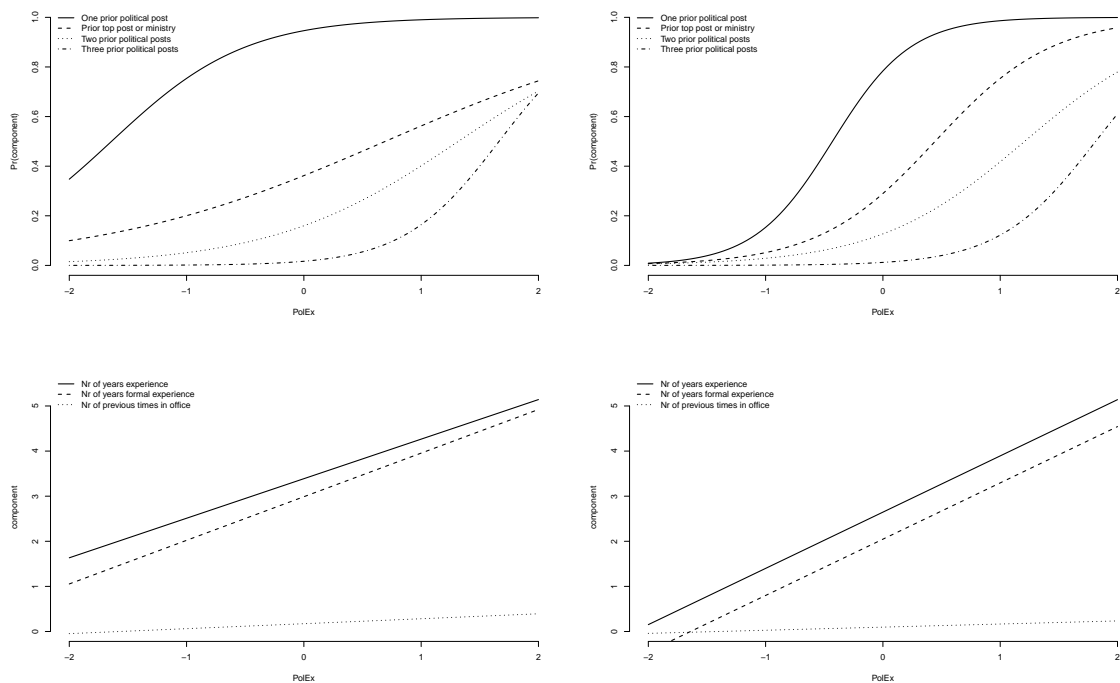 One prior political post
Prior top post or ministry
Two prior political posts
Three prior political posts
Pr(component)
0.0 0.2 0.4 0.6 0.8 1.0
−2 −1 0 1 2
PolEx
One prior political post
Prior top post or ministry
Two prior political posts
Three prior political posts
Pr(component)
0.0 0.2 0.4 0.6 0.8 1.0
−2 −1 0 1 2
PolEx
Nr of years experience
Nr of years formal experience
Nr of previous times in office
component
0 1 2 3 4 5
−2 −1 0 1 2
PolEx
Nr of years experience
Nr of years formal experience
Nr of previous times in office
component
0 1 2 3 4 5
−2 −1 0 1 2
PolEx